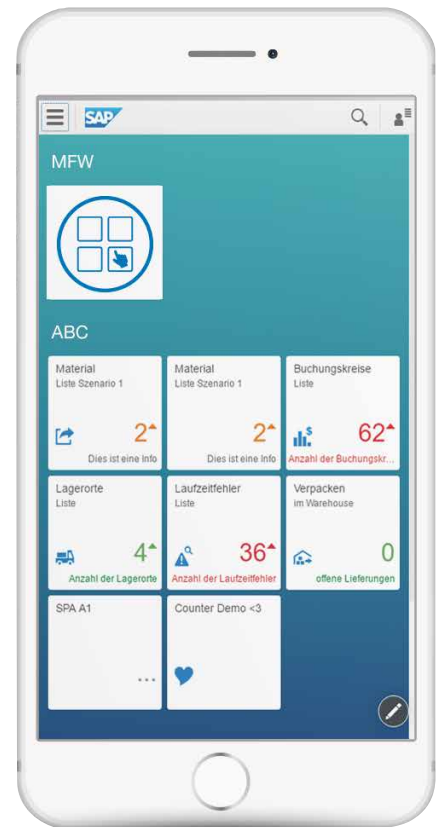 SAP
MFW
ABC
Material
Liste Szenario 1
2
Dies ist eine Info
Material
Liste Szenario 1
2
Dies ist eine Info
Buchungskreise
Liste
62
Anzahl der Buchungskr...
Lagerorte
Liste
4
Anzahl der Lagerorte
Laufzeitfehler
Liste
36
Anzahl der Laufzeitfehler
Verpacken
im Warehouse
0
offene Lieferungen
SPA A1
...
Counter Demo <3